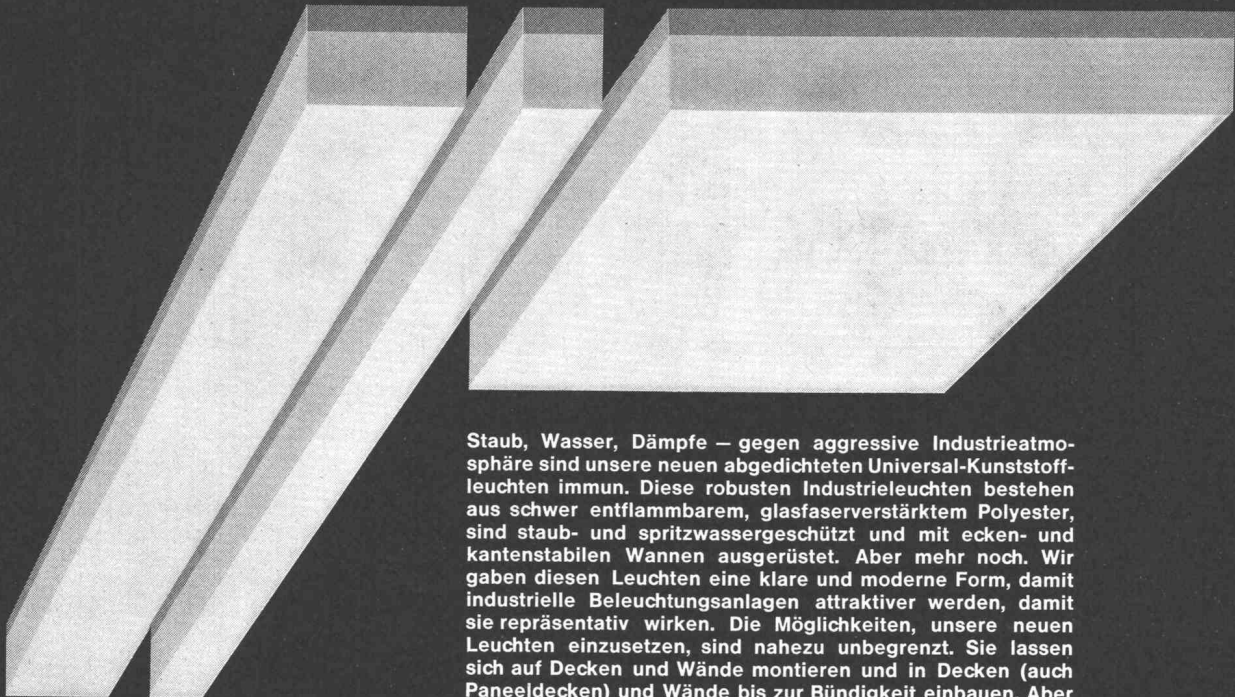 Staub, Wasser, Dämpfe — gegen aggressive Industrieatmo-
sphäre sind unsere neuen abgedichteten Universal-Kunststoff-
leuchten immun. Diese robusten Industrieleuchten bestehen
aus schwer entflammbarem, glasfaserverstärktem Polyester,
sind staub- und spritzwassergeschützt und mit ecken- und
kantenstabilen Wannen ausgerüstet. Aber mehr noch. Wir
gaben diesen Leuchten eine klare und moderne Form, damit
industrielle Beleuchtungsanlagen attraktiver werden, damit
sie repräsentativ wirken. Die Möglichkeiten, unsere neuen
Leuchten einzusetzen, sind nahezu unbegrenzt. Sie lassen
sich auf Decken und Wände montieren und in Decken (auch
Paneeldecken) und Wände bis zur Bündigkeit einbauen. Aber